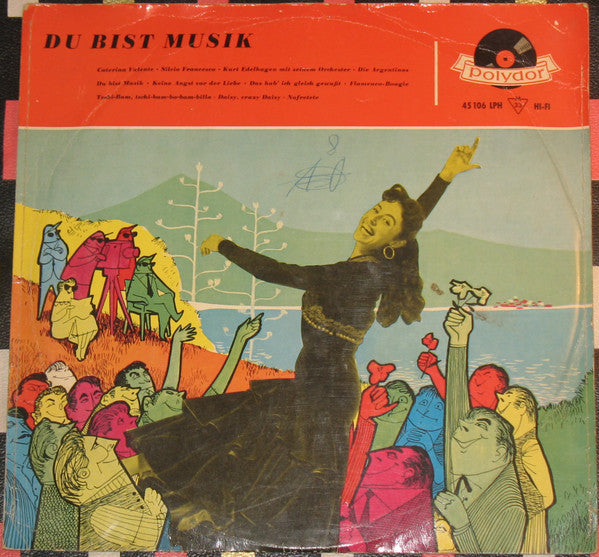 DU BIST MUSIK
Caterina Valente · Silvio Francesco · Kurt Edelhagen mit seinem Orchester · Die Argentinos
Du bist Musik · Keine Angst vor der Liebe · Das hab' ich gleich gewußt · Flamenco-Boogie
Tschi-Bam, tschi-bam-bo-bam-billa · Daisy, crazy Daisy · Nofretete
polydor
45106 LPH 33 HI-FI